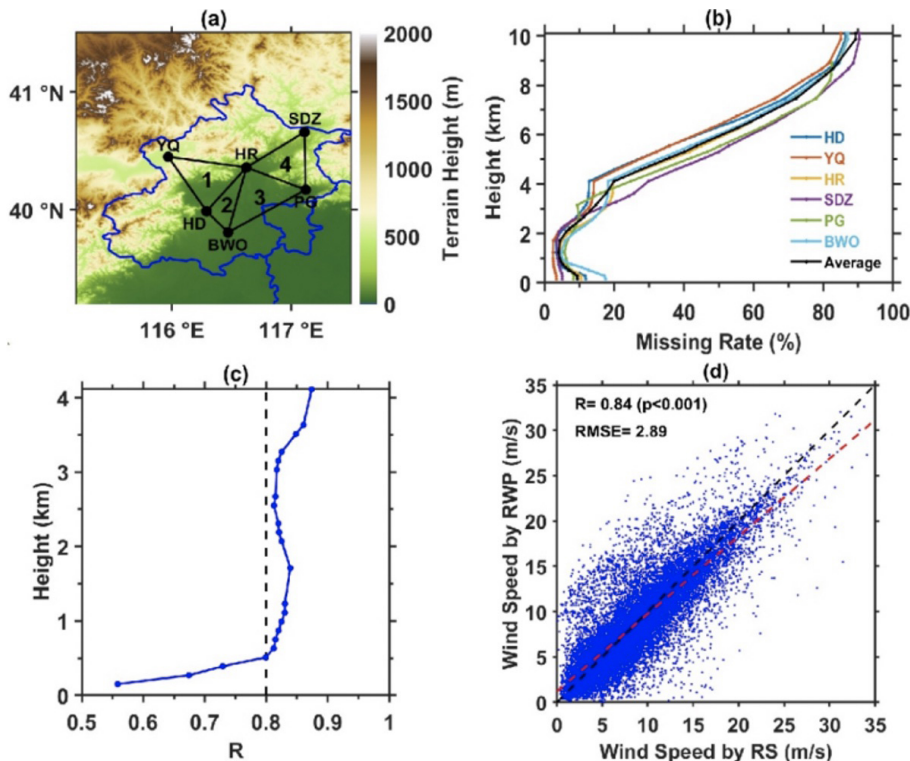 (a)
41 °N
40 °N
116 °E
117 °E
YQ
HR
SDZ
HD
BWO
PG
1
2
3
4
2000
1500
1000
500
0
Terrain Height (m)
(b)
10
8
6
4
2
0
Height (km)
0
20
40
60
80
100
Missing Rate (%)
HD
YQ
HR
SDZ
PG
BWO
Average
(c)
4
3
2
1
0
Height (km)
0.5
0.6
0.7
0.8
0.9
1
R
(d)
R= 0.84 (p<0.001)
RMSE= 2.89
35
30
25
20
15
10
5
0
Wind Speed by RWP (m/s)
0
5
10
15
20
25
30
35
Wind Speed by RS (m/s)